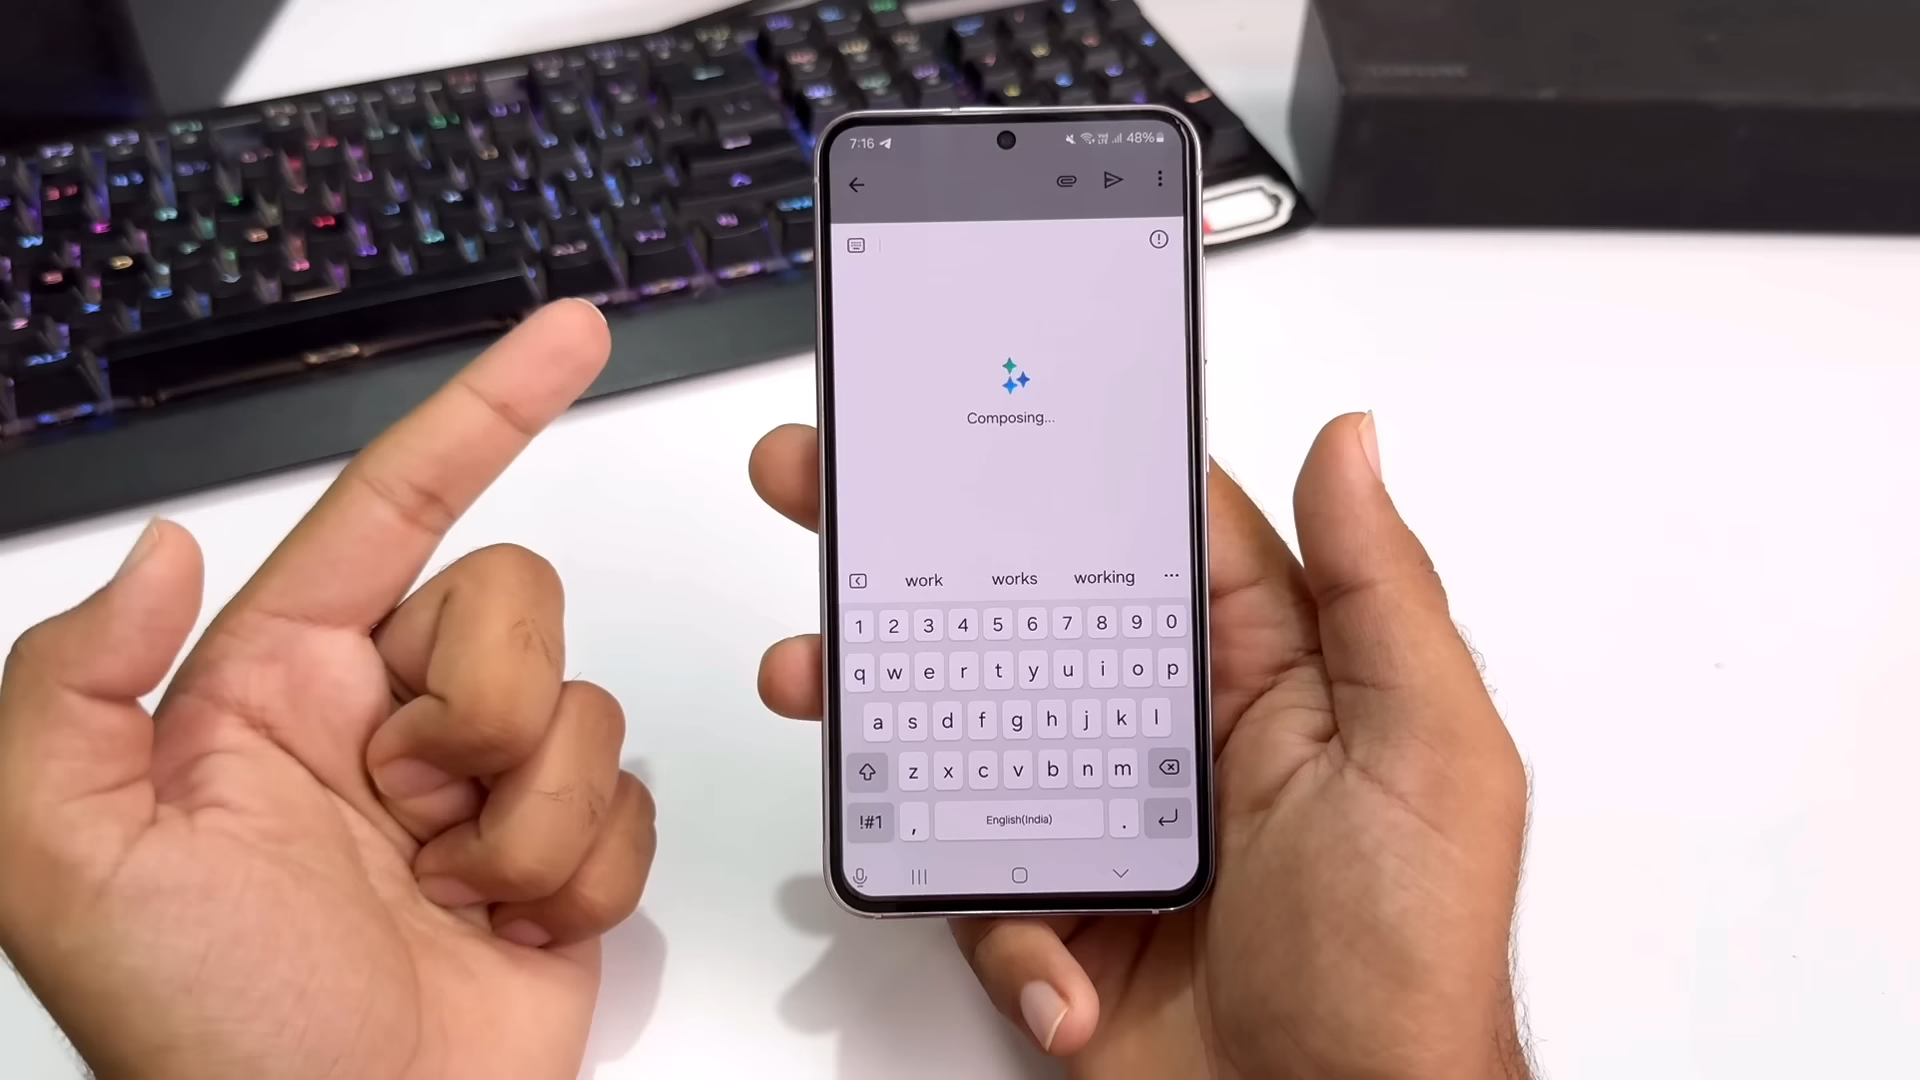 7:16 48%
Composing...
work works working
1 2 3 4 5 6 7 8 9 0
q w e r t y u i o p
a s d f g h j k l
z x c v b n m
!#1 , English(India) .